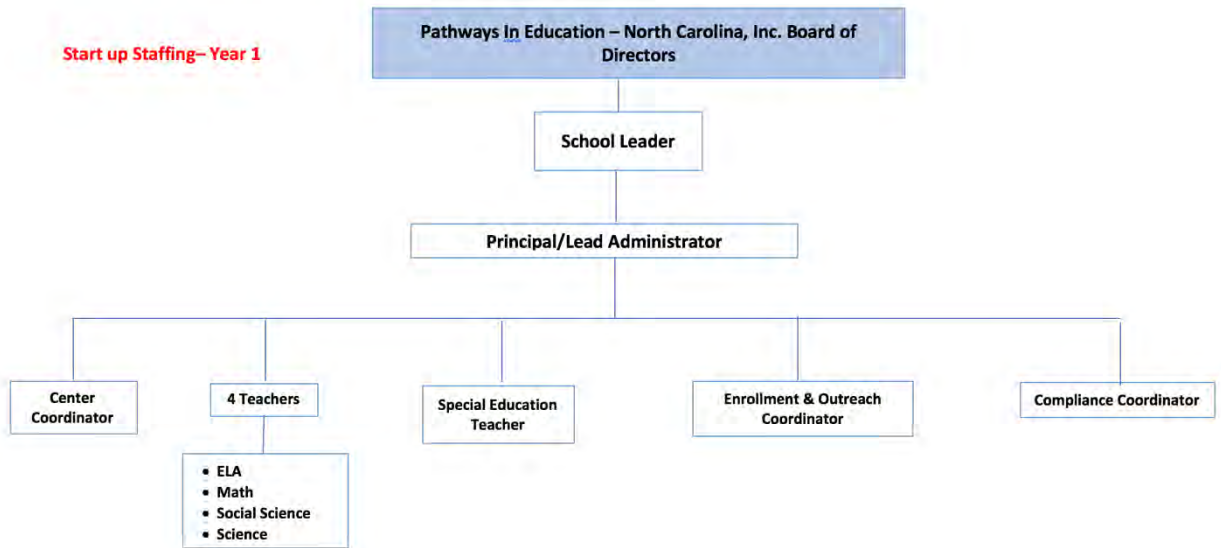 Start up Staffing– Year 1
Pathways In Education – North Carolina, Inc. Board of
Directors
School Leader
Principal/Lead Administrator
Center
Coordinator
4 Teachers
Special Education
Teacher
Enrollment & Outreach
Coordinator
Compliance Coordinator
• ELA
• Math
• Social Science
• Science